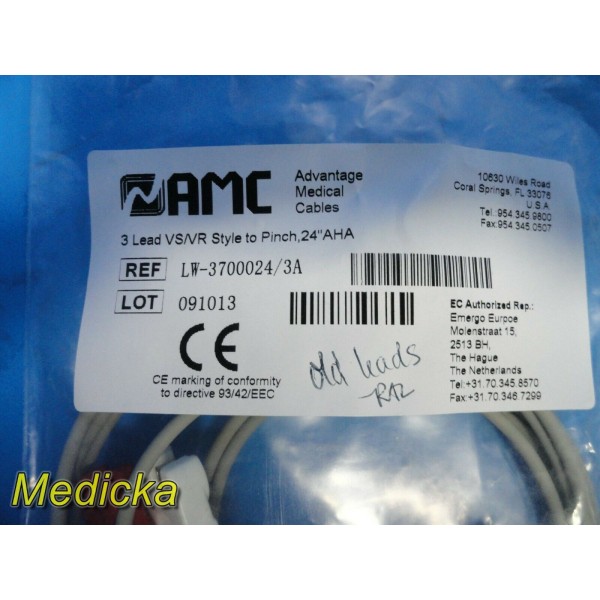 AMC
Advantage
Medical
Cables
10630 Wiles Road
Coral Springs, FL 33076
U.S.A
Tel:.954.345.9800
Fax:954.345.0507
3 Lead VS/VR Style to Pinch,24"AHA
REF LW-3700024/3A
LOT 091013
CE
CE marking of conformity
to directive 93/42/EEC
old leads
EC Authorized Rep.:
Emergo Eurpoe
Molenstraat 15,
2513 BH,
The Hague
The Netherlands
Tel:+31.70.345.8570
Fax:+31.70.346.7299
Medicka